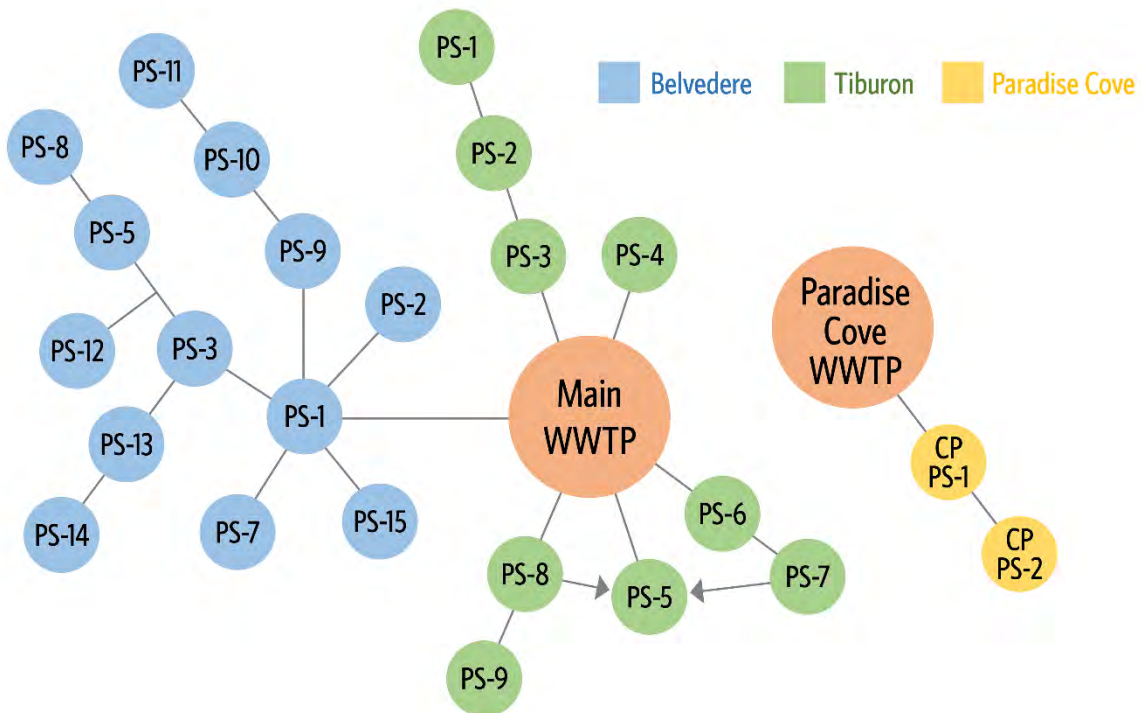 PS-1
PS-11
Belvedere
Tiburon
Paradise Cove
PS-8
PS-10
PS-2
PS-5
PS-9
PS-3
PS-4
PS-2
Paradise
Cove
WWTP
PS-12
PS-3
Main
WWTP
PS-1
PS-13
CP
PS-1
PS-14
PS-7
PS-15
PS-6
CP
PS-2
PS-8
PS-5
PS-7
PS-9